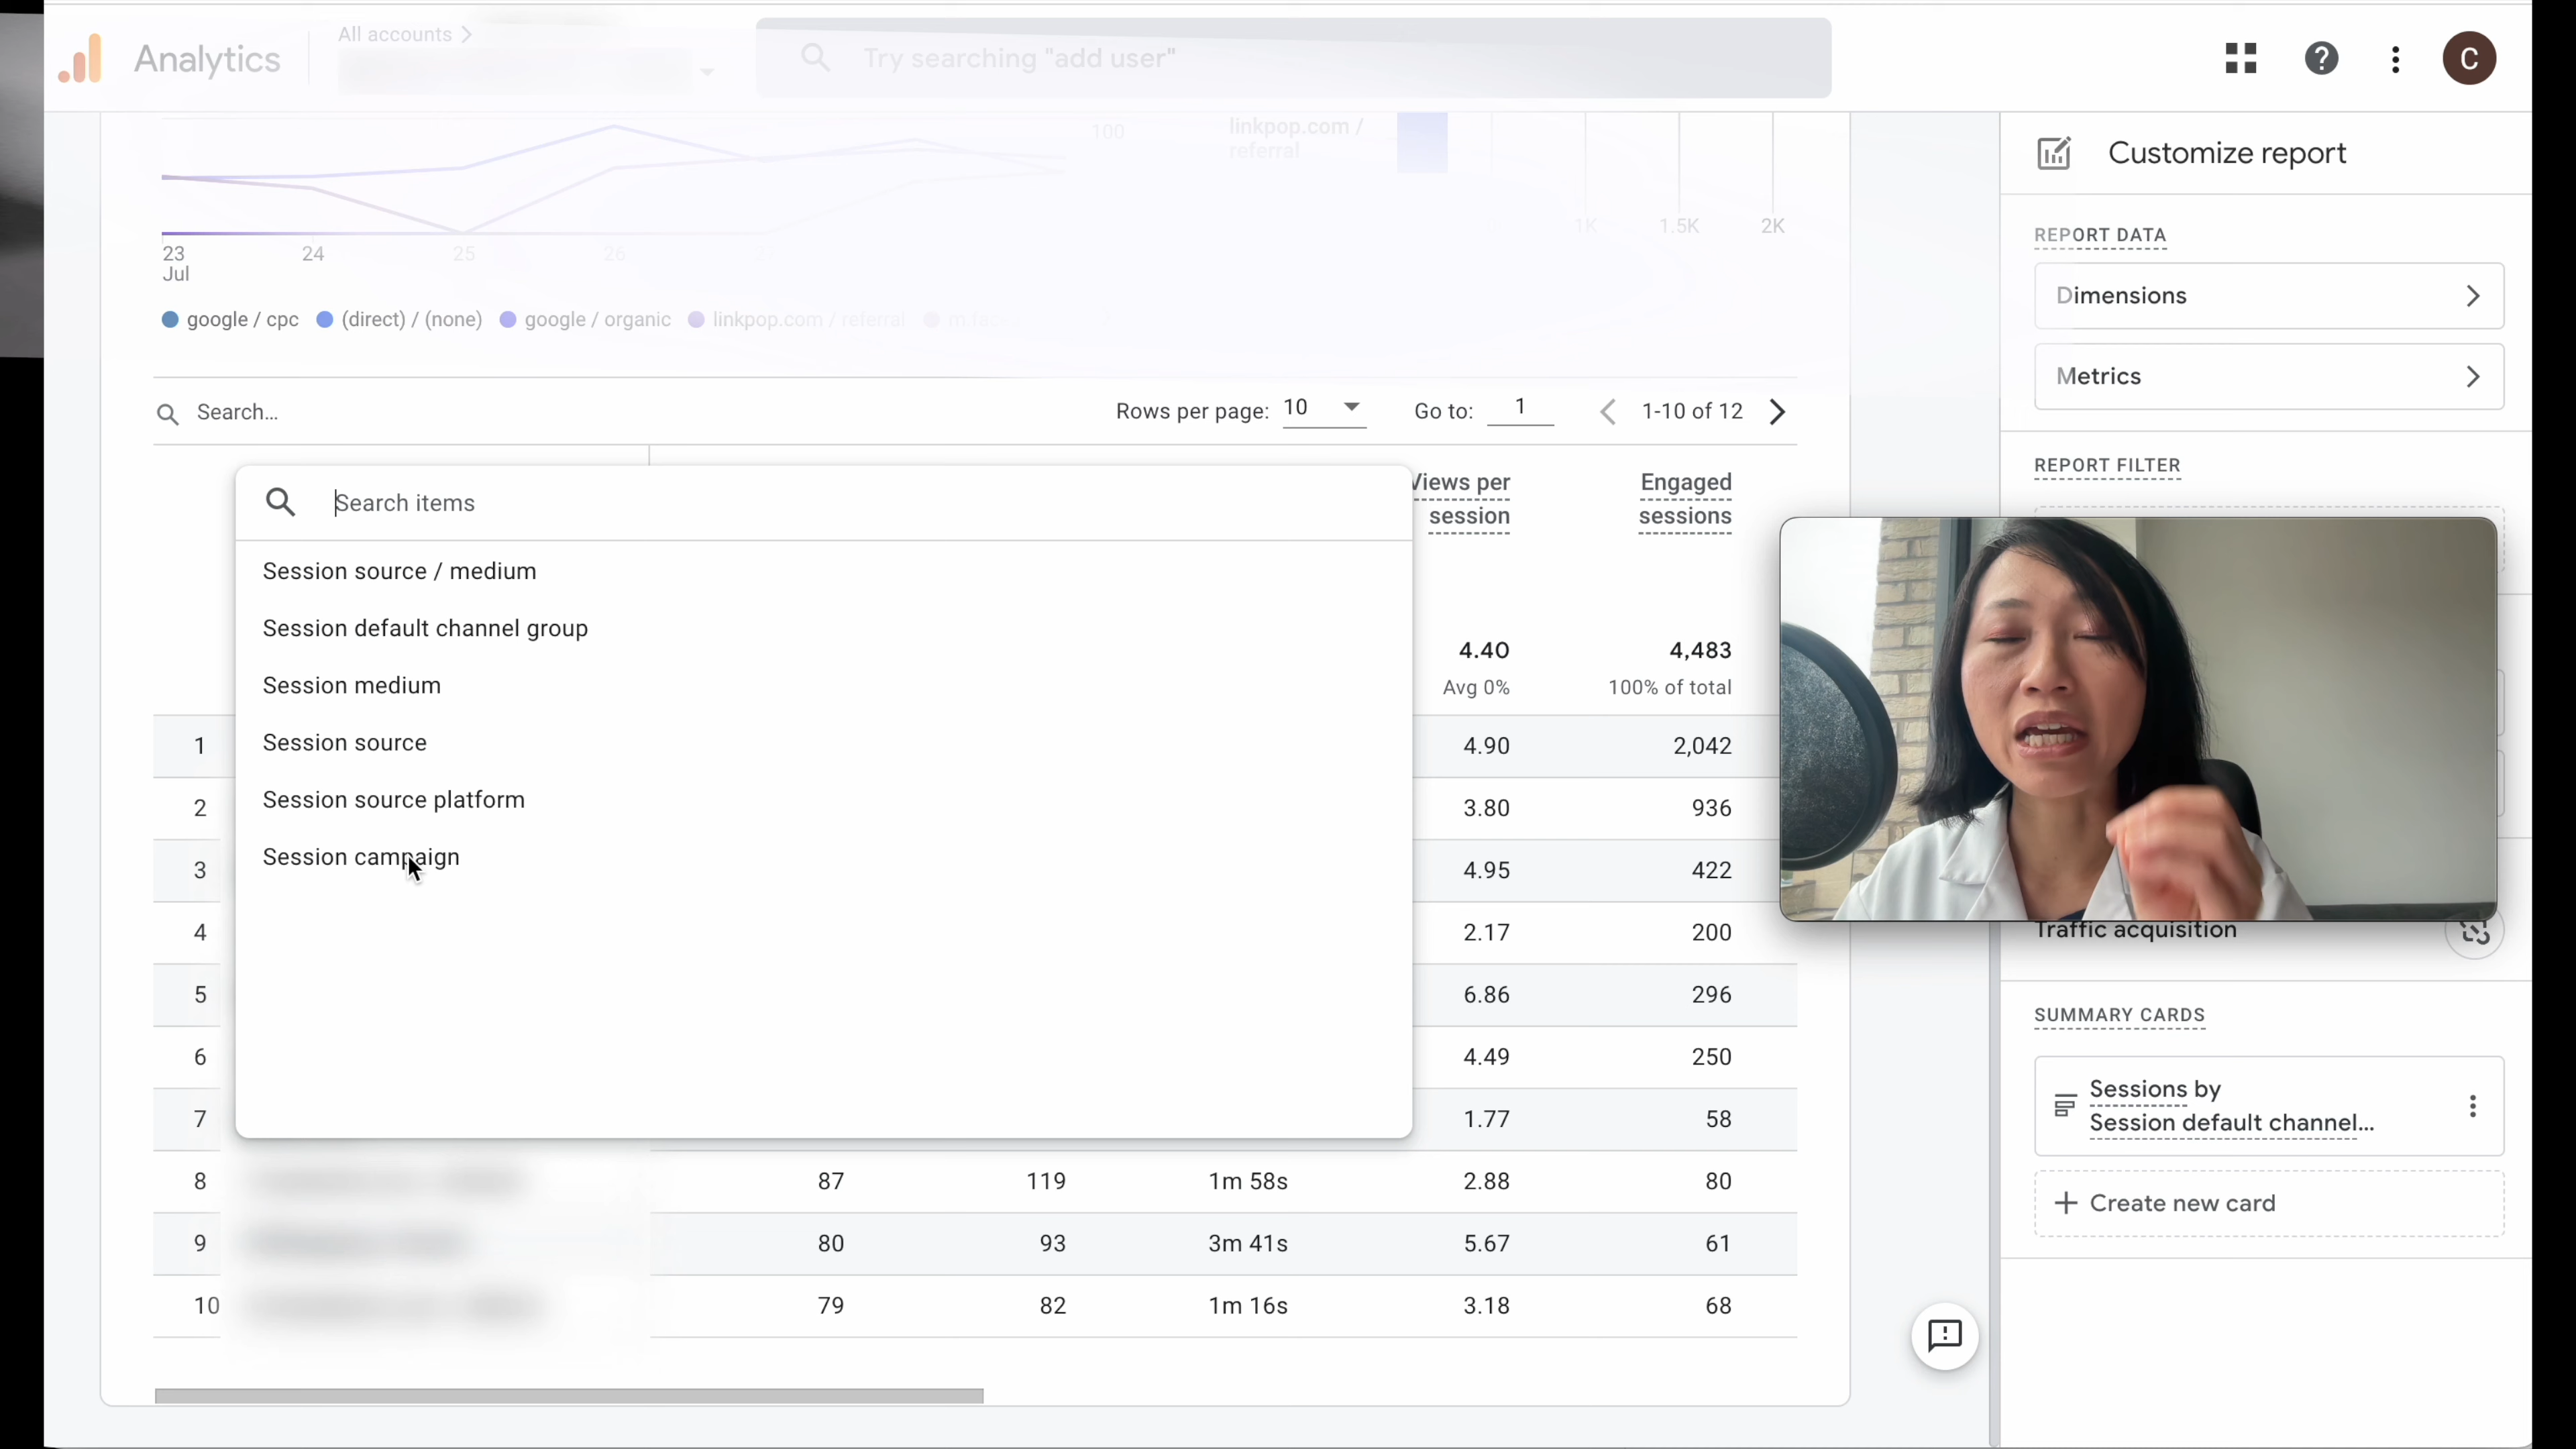 All accounts
Analytics
Try searching "add user"
100
linkpop.com /
referral
1K
1.5K
2K
23
24
25
26
Jul
google / cpc
(direct) / (none)
google / organic
linkpop.com / referral
Search...
Rows per page:
10
Go to:
1
1-10 of 12
Search items
Session source / medium
Session default channel group
Session medium
Session source
Session source platform
Session campaign
Views per
session
Engaged
sessions
4.40
4,483
Avg 0%
100% of total
1
4.90
2,042
2
3.80
936
3
4.95
422
4
2.17
200
5
6.86
296
6
4.49
250
7
1.77
58
8
87
119
1m 58s
2.88
80
9
80
93
3m 41s
5.67
61
10
79
82
1m 16s
3.18
68
C
Customize report
REPORT DATA
Dimensions
Metrics
REPORT FILTER
Traffic acquisition
SUMMARY CARDS
Sessions by
Session default channel...
Create new card